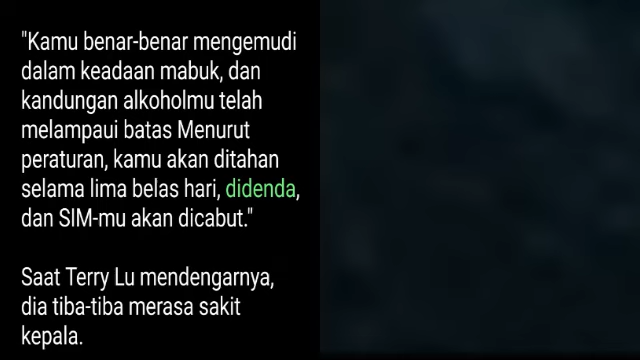 "Kamu benar-benar mengemudi
dalam keadaan mabuk, dan
kandungan alkoholmu telah
melampaui batas Menurut
peraturan, kamu akan ditahan
selama lima belas hari, didenda,
dan SIM-mu akan dicabut."
Saat Terry Lu mendengarnya,
dia tiba-tiba merasa sakit
kepala.